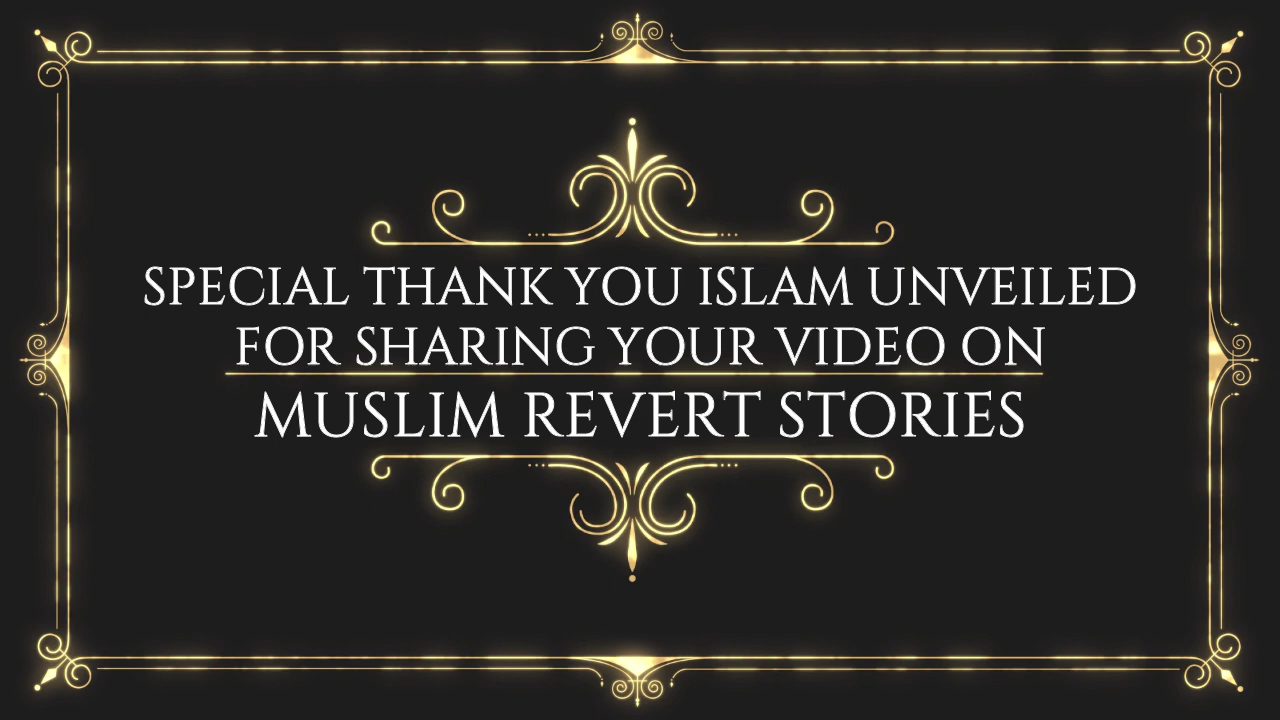 SPECIAL THANK YOU ISLAM UNVEILED
FOR SHARING YOUR VIDEO ON
MUSLIM REVERT STORIES